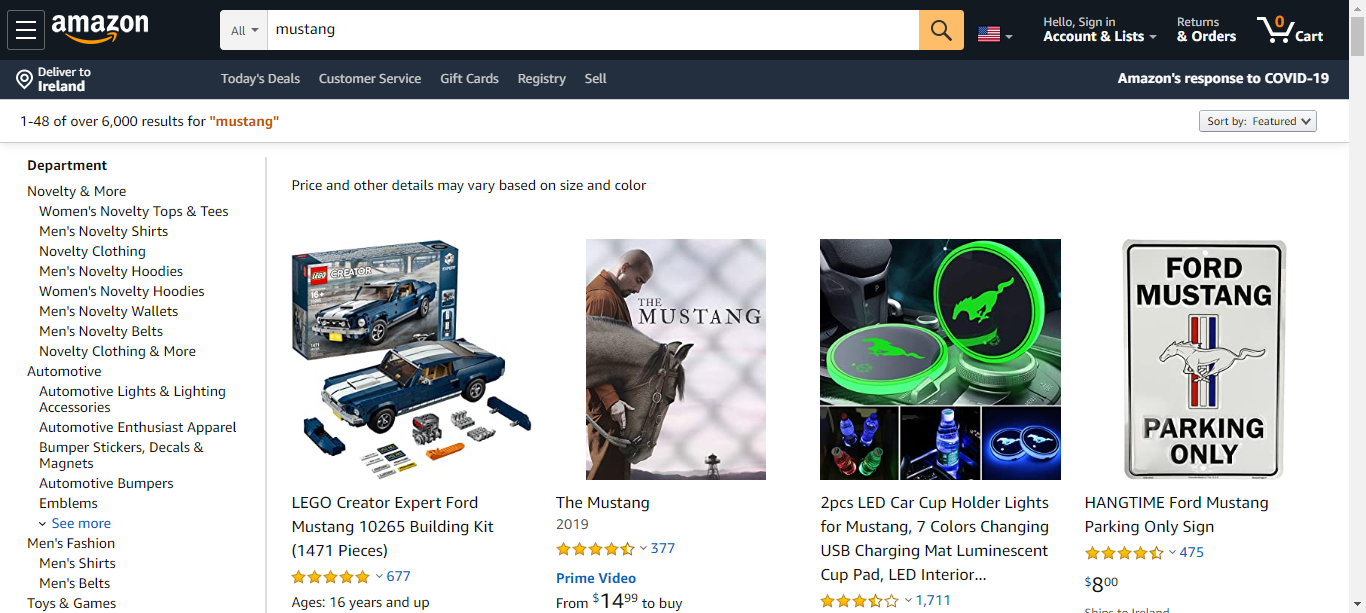 amazon
All
mustang
Hello, Sign in
Account & Lists
Returns
& Orders
0
Cart
Deliver to
Ireland
Today's Deals
Customer Service
Gift Cards
Registry
Sell
Amazon's response to COVID-19
1-48 of over 6,000 results for "mustang"
Sort by: Featured
Department
Novelty & More
Women's Novelty Tops & Tees
Men's Novelty Shirts
Novelty Clothing
Men's Novelty Hoodies
Women's Novelty Hoodies
Men's Novelty Wallets
Men's Novelty Belts
Novelty Clothing & More
Automotive
Automotive Lights & Lighting
Accessories
Automotive Enthusiast Apparel
Bumper Stickers, Decals &
Magnets
Automotive Bumpers
Emblems
See more
Men's Fashion
Men's Shirts
Men's Belts
Toys & Games
Price and other details may vary based on size and color
LEGO
CREATOR
EXPERT
16+
LEGO Creator Expert Ford
Mustang 10265 Building Kit
(1471 Pieces)
677
Ages: 16 years and up
THE
MUSTANG
The Mustang
2019
377
Prime Video
From $14.99 to buy
2pcs LED Car Cup Holder Lights
for Mustang, 7 Colors Changing
USB Charging Mat Luminescent
Cup Pad, LED Interior...
1,711
FORD
MUSTANG
PARKING
ONLY
HANGTIME Ford Mustang
Parking Only Sign
475
$8.00
Ships to Ireland